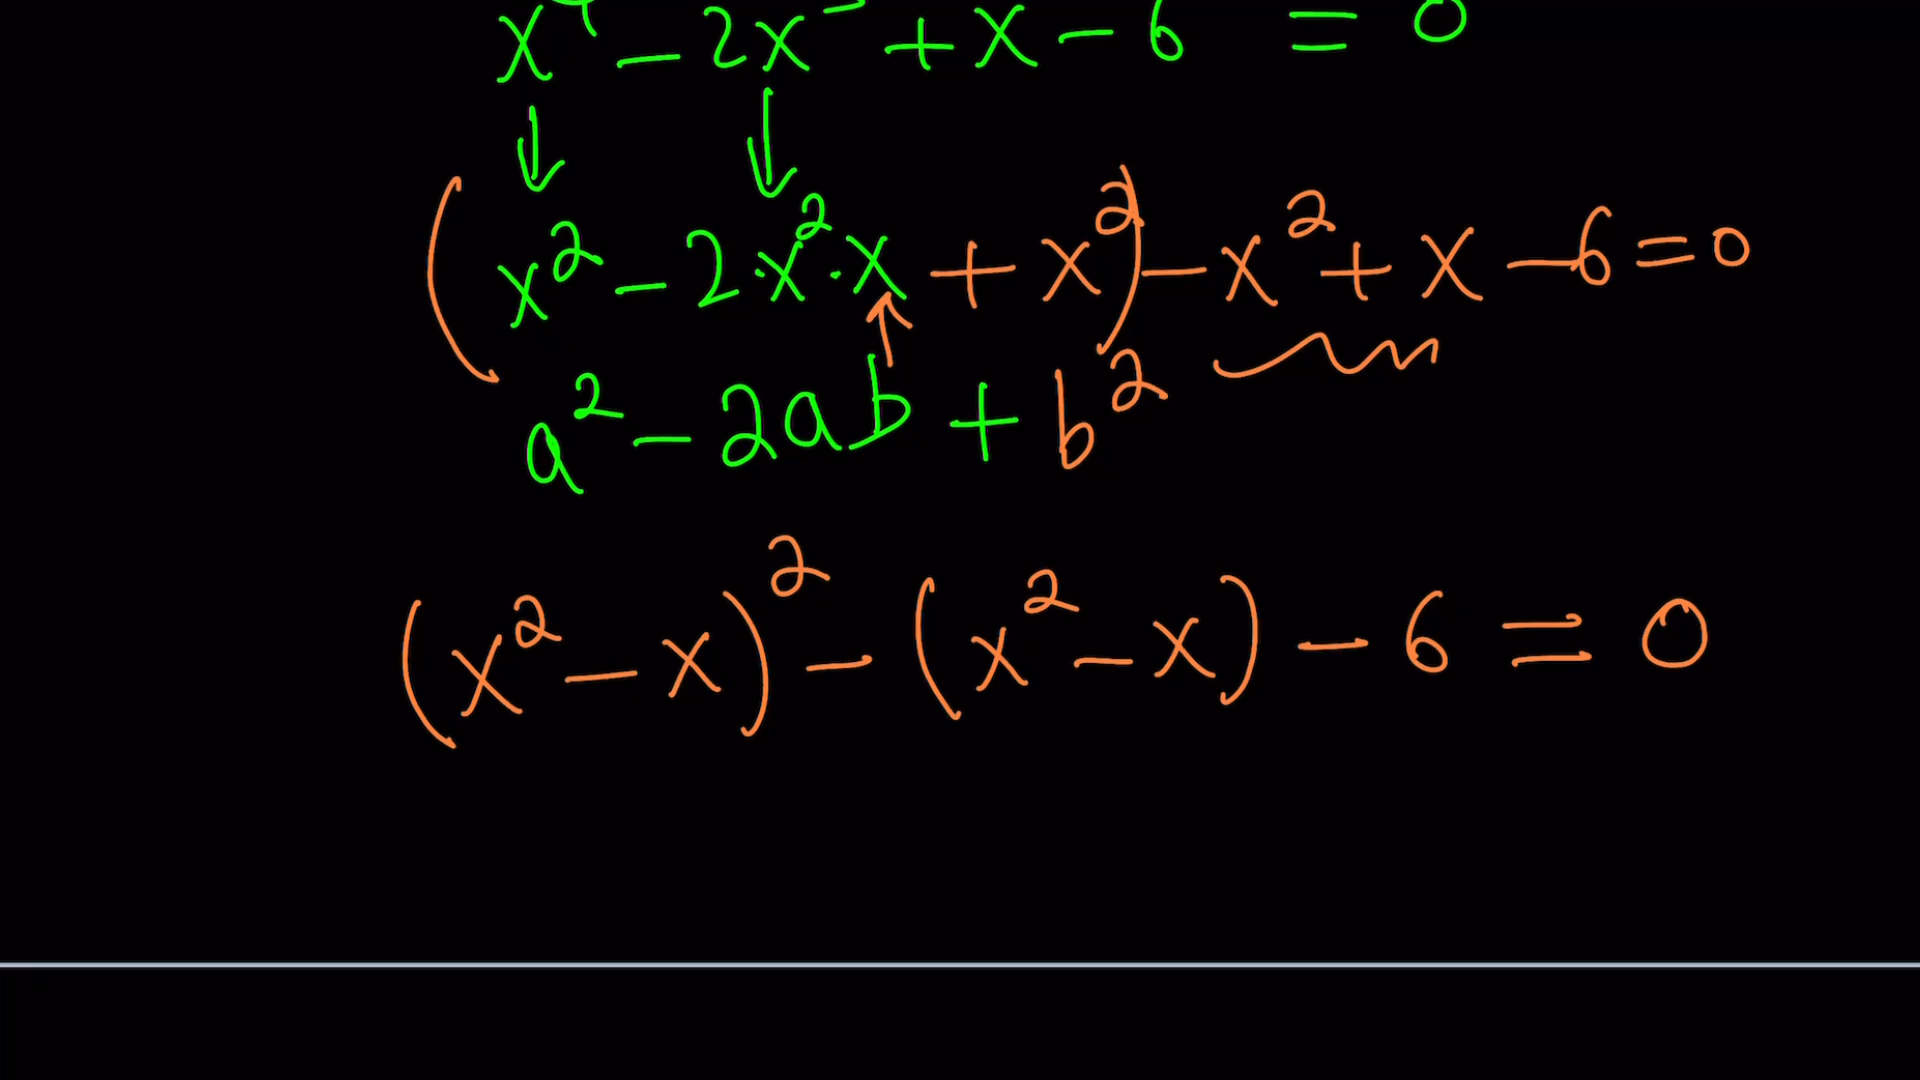 x⁴ - 2x³ + x - 6 = 0
(x² - 2·x²·x + x²) - x² + x - 6 = 0
a² - 2ab + b²
(x² - x)² - (x² - x) - 6 = 0